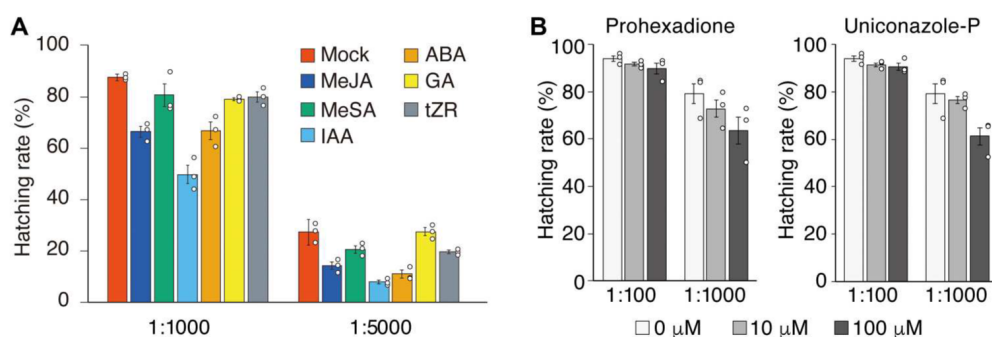 A
Hatching rate (%)
100
80
60
40
20
0
Mock
MeJA
MeSA
IAA
ABA
GA
tZR
1:1000
1:5000
B
Prohexadione
Hatching rate (%)
100
80
60
40
20
0
1:100
1:1000
Uniconazole-P
Hatching rate (%)
100
80
60
40
20
0
1:100
1:1000
0 μM
10 μM
100 μM